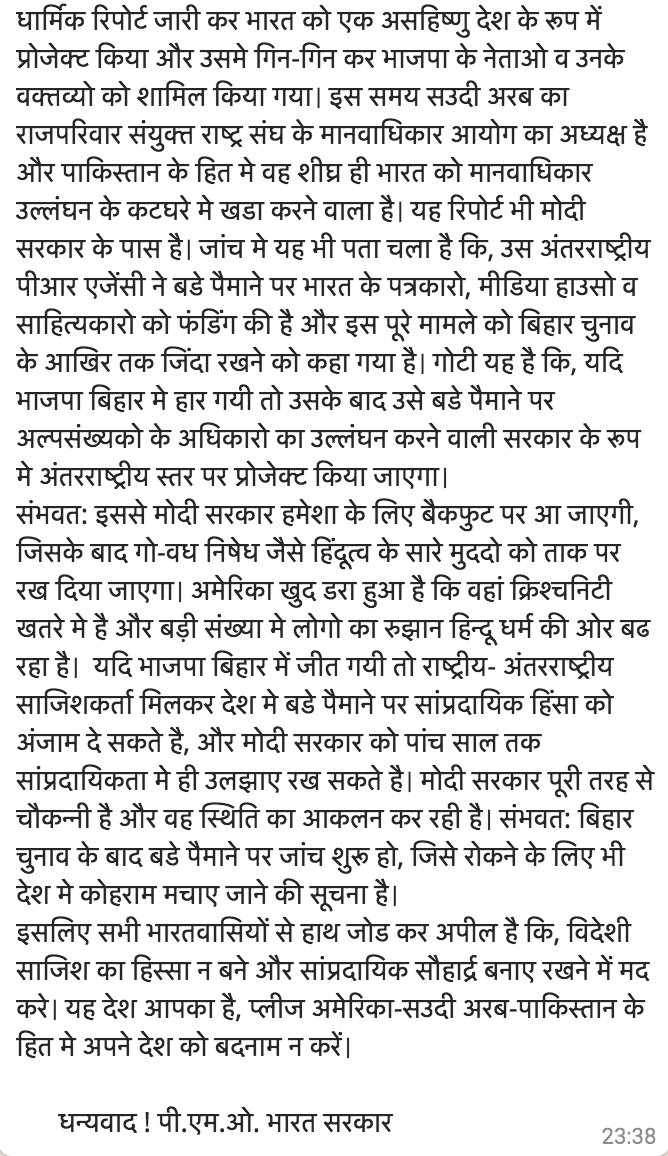 धार्मिक रिपोर्ट जारी कर भारत को एक असहिष्णु देश के रूप में
प्रोजेक्ट किया और उसमे गिन-गिन कर भाजपा के नेताओ व उनके
वक्तव्यो को शामिल किया गया। इस समय सउदी अरब का
राजपरिवार संयुक्त राष्ट्र संघ के मानवाधिकार आयोग का अध्यक्ष है
और पाकिस्तान के हित मे वह शीघ्र ही भारत को मानवाधिकार
उल्लंघन के कटघरे मे खडा करने वाला है। यह रिपोर्ट भी मोदी
सरकार के पास है। जांच मे यह भी पता चला है कि, उस अंतरराष्ट्रीय
पीआर एजेंसी ने बडे पैमाने पर भारत के पत्रकारो, मीडिया हाउसो व
साहित्यकारो को फंडिंग की है और इस पूरे मामले को बिहार चुनाव
के आखिर तक जिंदा रखने को कहा गया है। गोटी यह है कि, यदि
भाजपा बिहार मे हार गयी तो उसके बाद उसे बडे पैमाने पर
अल्पसंख्यको के अधिकारो का उल्लंघन करने वाली सरकार के रूप
मे अंतरराष्ट्रीय स्तर पर प्रोजेक्ट किया जाएगा।
संभवत: इससे मोदी सरकार हमेशा के लिए बैकफुट पर आ जाएगी,
जिसके बाद गो-वध निषेध जैसे हिंदूत्व के सारे मुददो को ताक पर
रख दिया जाएगा। अमेरिका खुद डरा हुआ है कि वहां क्रिश्चनिटी
खतरे मे है और बड़ी संख्या मे लोगो का रुझान हिन्दू धर्म की ओर बढ
रहा है। यदि भाजपा बिहार में जीत गयी तो राष्ट्रीय- अंतरराष्ट्रीय
साजिशकर्ता मिलकर देश मे बडे पैमाने पर सांप्रदायिक हिंसा को
अंजाम दे सकते है, और मोदी सरकार को पांच साल तक
सांप्रदायिकता मे ही उलझाए रख सकते है। मोदी सरकार पूरी तरह से
चौकन्नी है और वह स्थिति का आकलन कर रही है। संभवत: बिहार
चुनाव के बाद बडे पैमाने पर जांच शुरू हो, जिसे रोकने के लिए भी
देश मे कोहराम मचाए जाने की सूचना है।
इसलिए सभी भारतवासियों से हाथ जोड कर अपील है कि, विदेशी
साजिश का हिस्सा न बने और सांप्रदायिक सौहार्द्र बनाए रखने में मद
करे। यह देश आपका है, प्लीज अमेरिका-सउदी अरब-पाकिस्तान के
हित मे अपने देश को बदनाम न करें।
धन्यवाद ! पी.एम.ओ. भारत सरकार
23:38